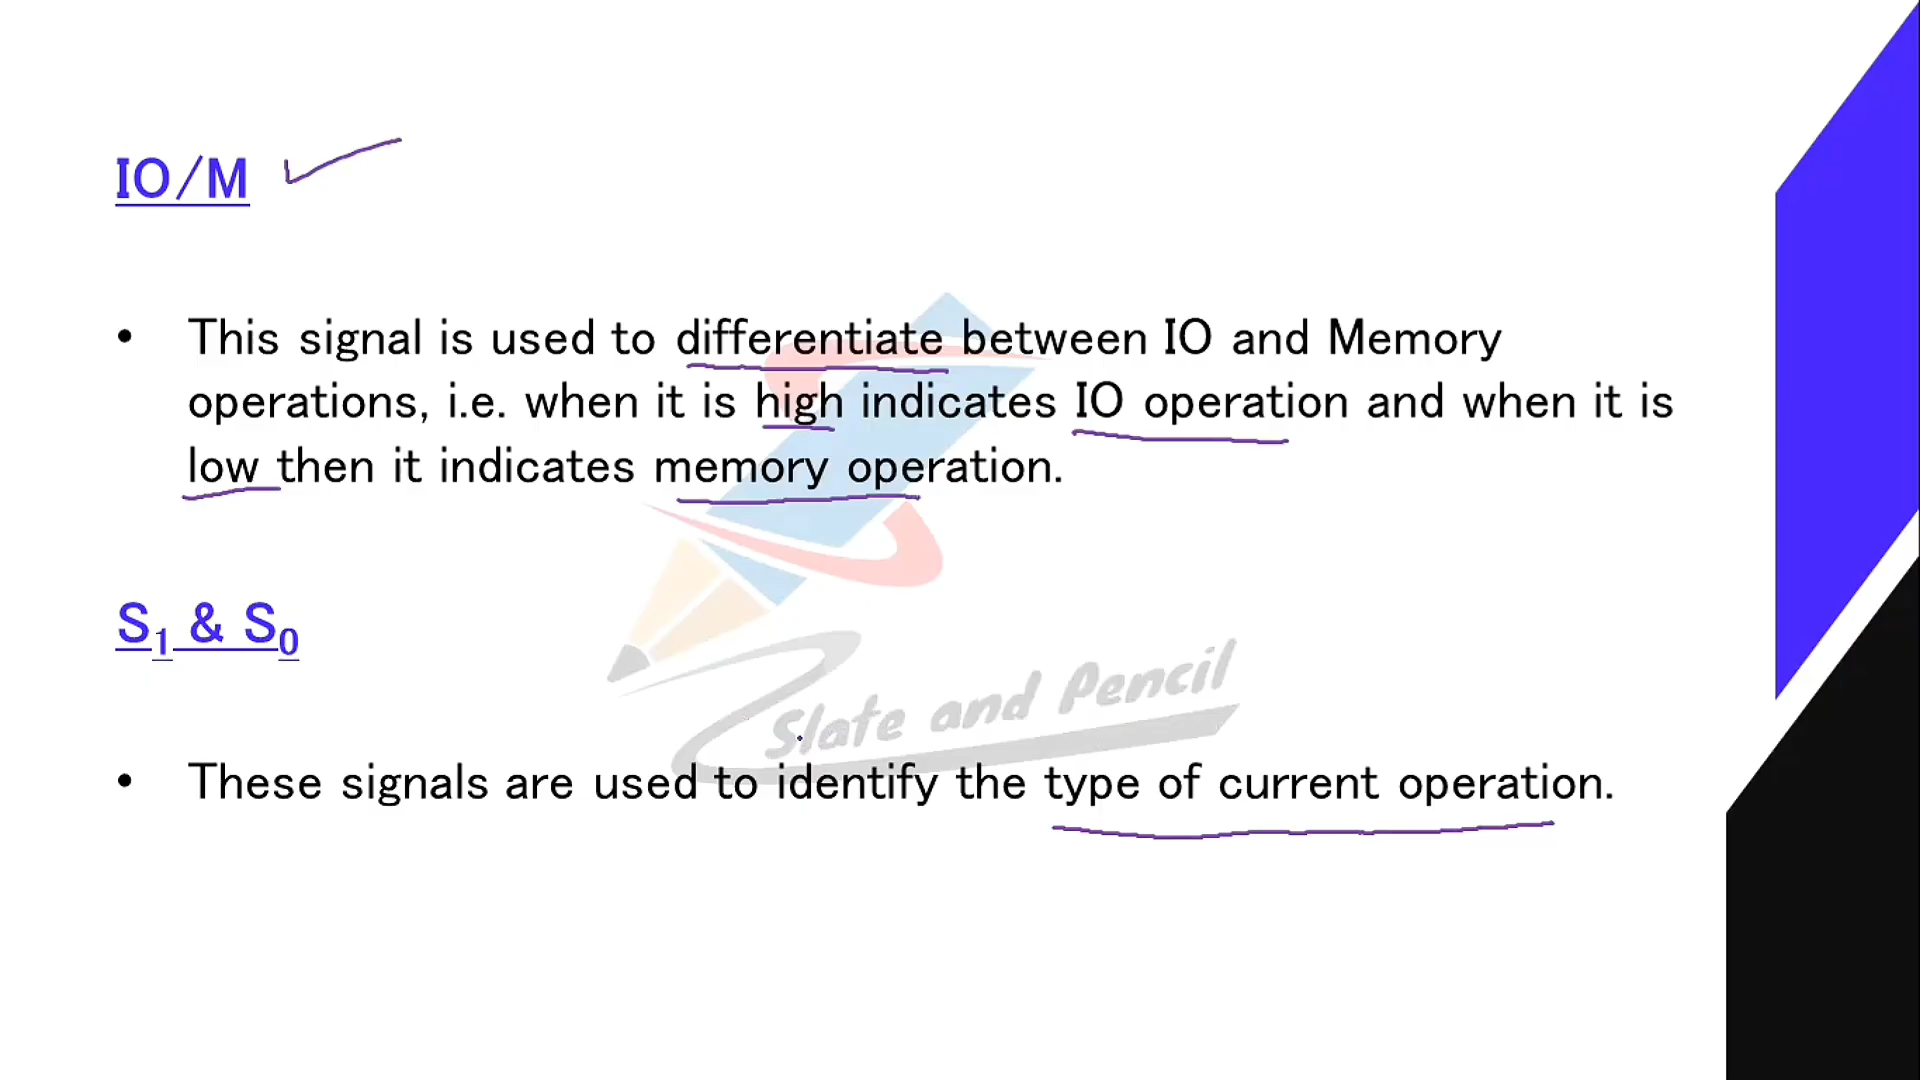 IO/M
• This signal is used to differentiate between IO and Memory
operations, i.e. when it is high indicates IO operation and when it is
low then it indicates memory operation.
S₁ & S₀
• These signals are used to identify the type of current operation.
Slate and Pencil